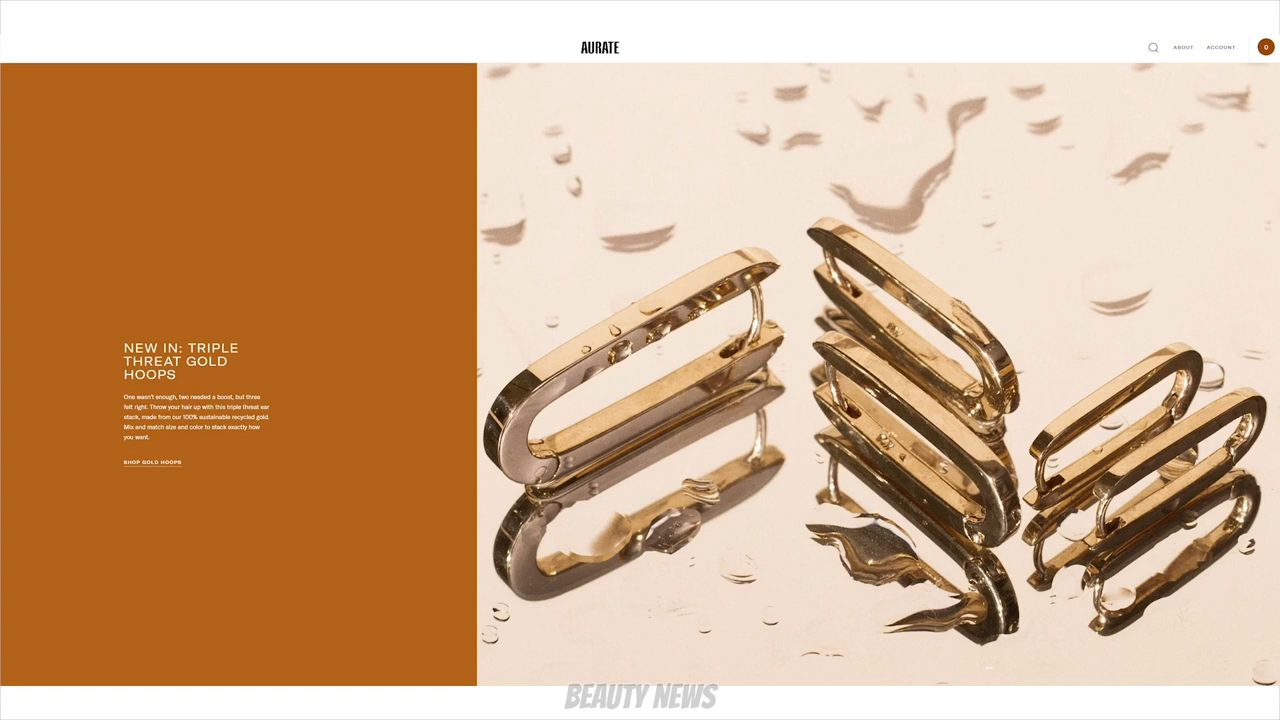 AURATE
ABOUT
ACCOUNT
0
NEW IN: TRIPLE
THREAT GOLD
HOOPS
One wasn't enough, two needed a boost, but three
felt right. Throw your hair up with this triple threat ear
stack, made from our 100% sustainable recycled gold.
Mix and match size and color to stack exactly how
you want.
SHOP GOLD HOOPS
BEAUTY NEWS